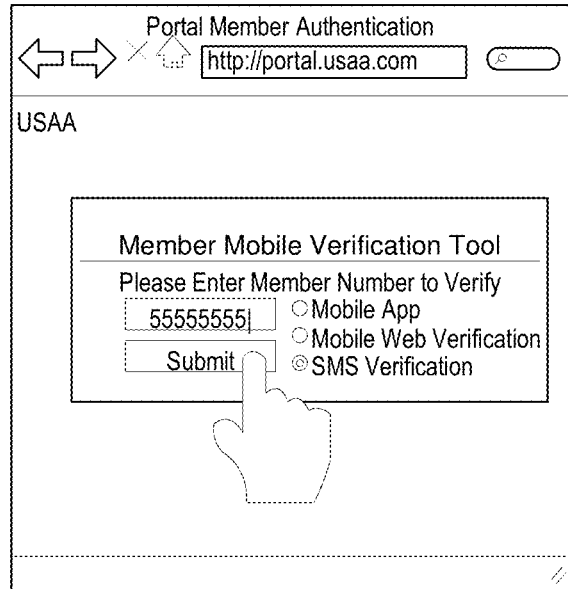 Portal Member Authentication
http://portal.usaa.com
USAA
Member Mobile Verification Tool
Please Enter Member Number to Verify
55555555
Mobile App
Mobile Web Verification
Submit
SMS Verification